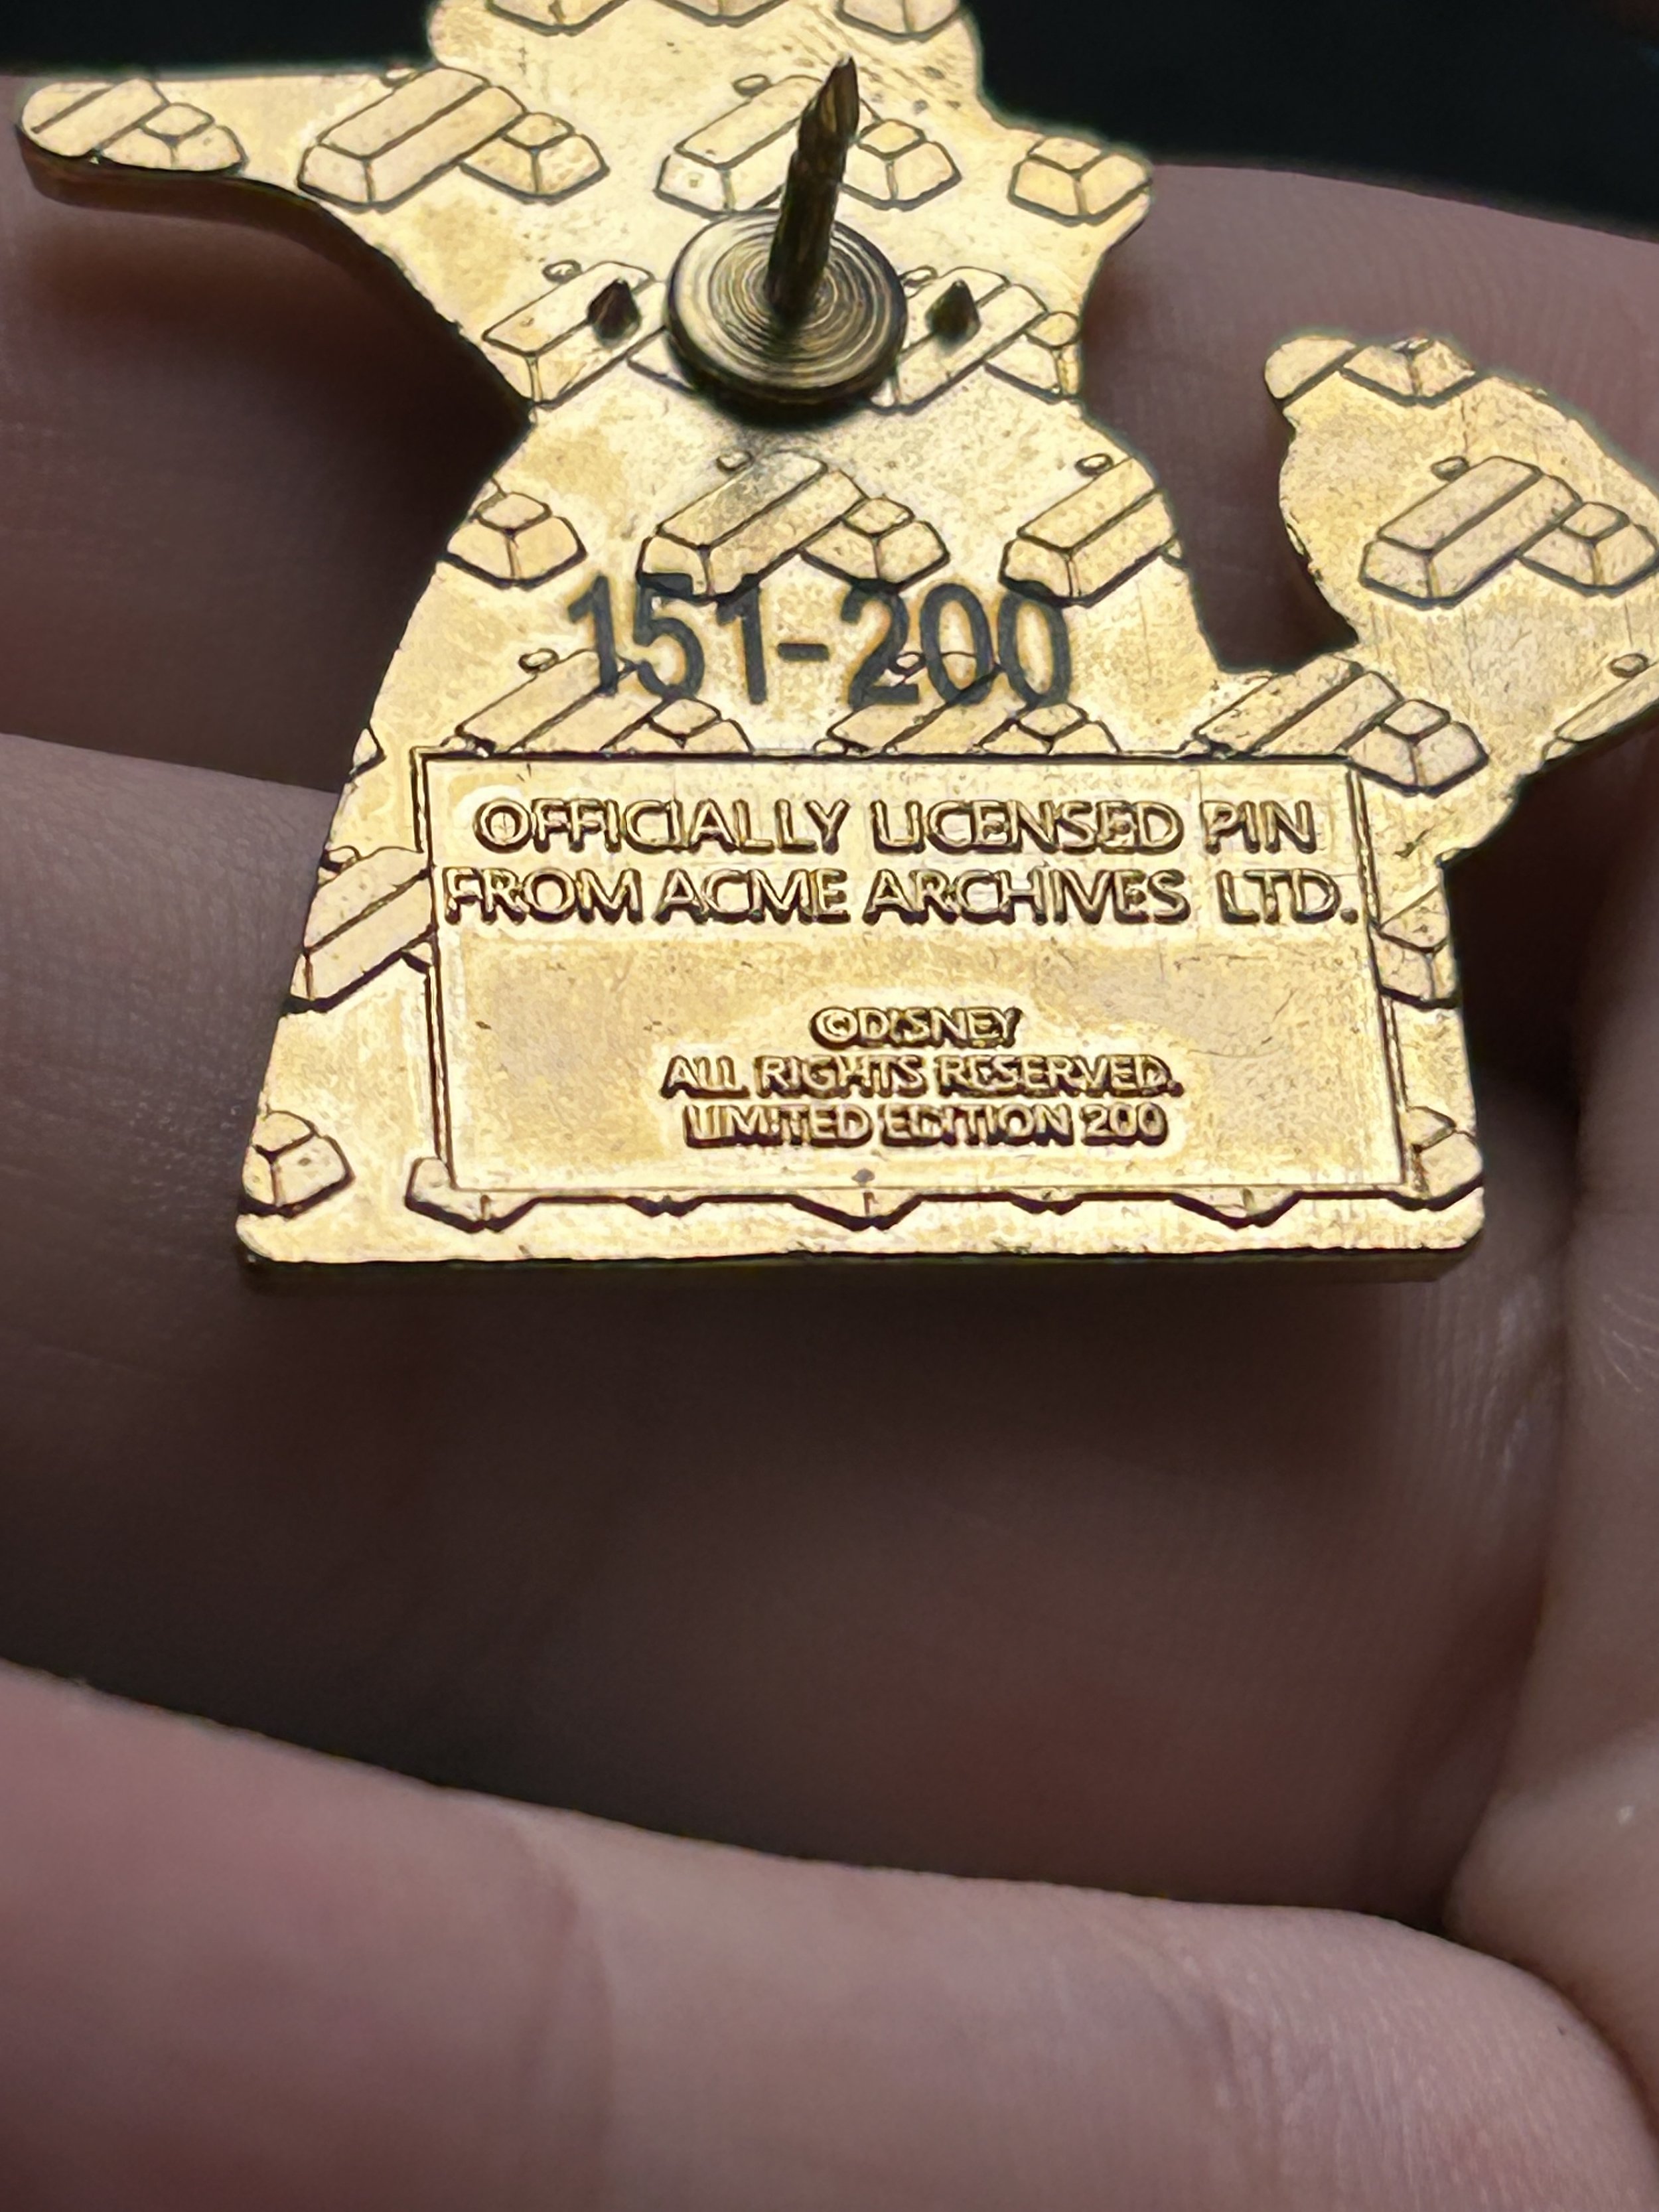 151-200
OFFICIALLY LICENSED PIN
FROM ACME ARCHIVES LTD.
©DISNEY
ALL RIGHTS RESERVED.
LIMITED EDITION 200